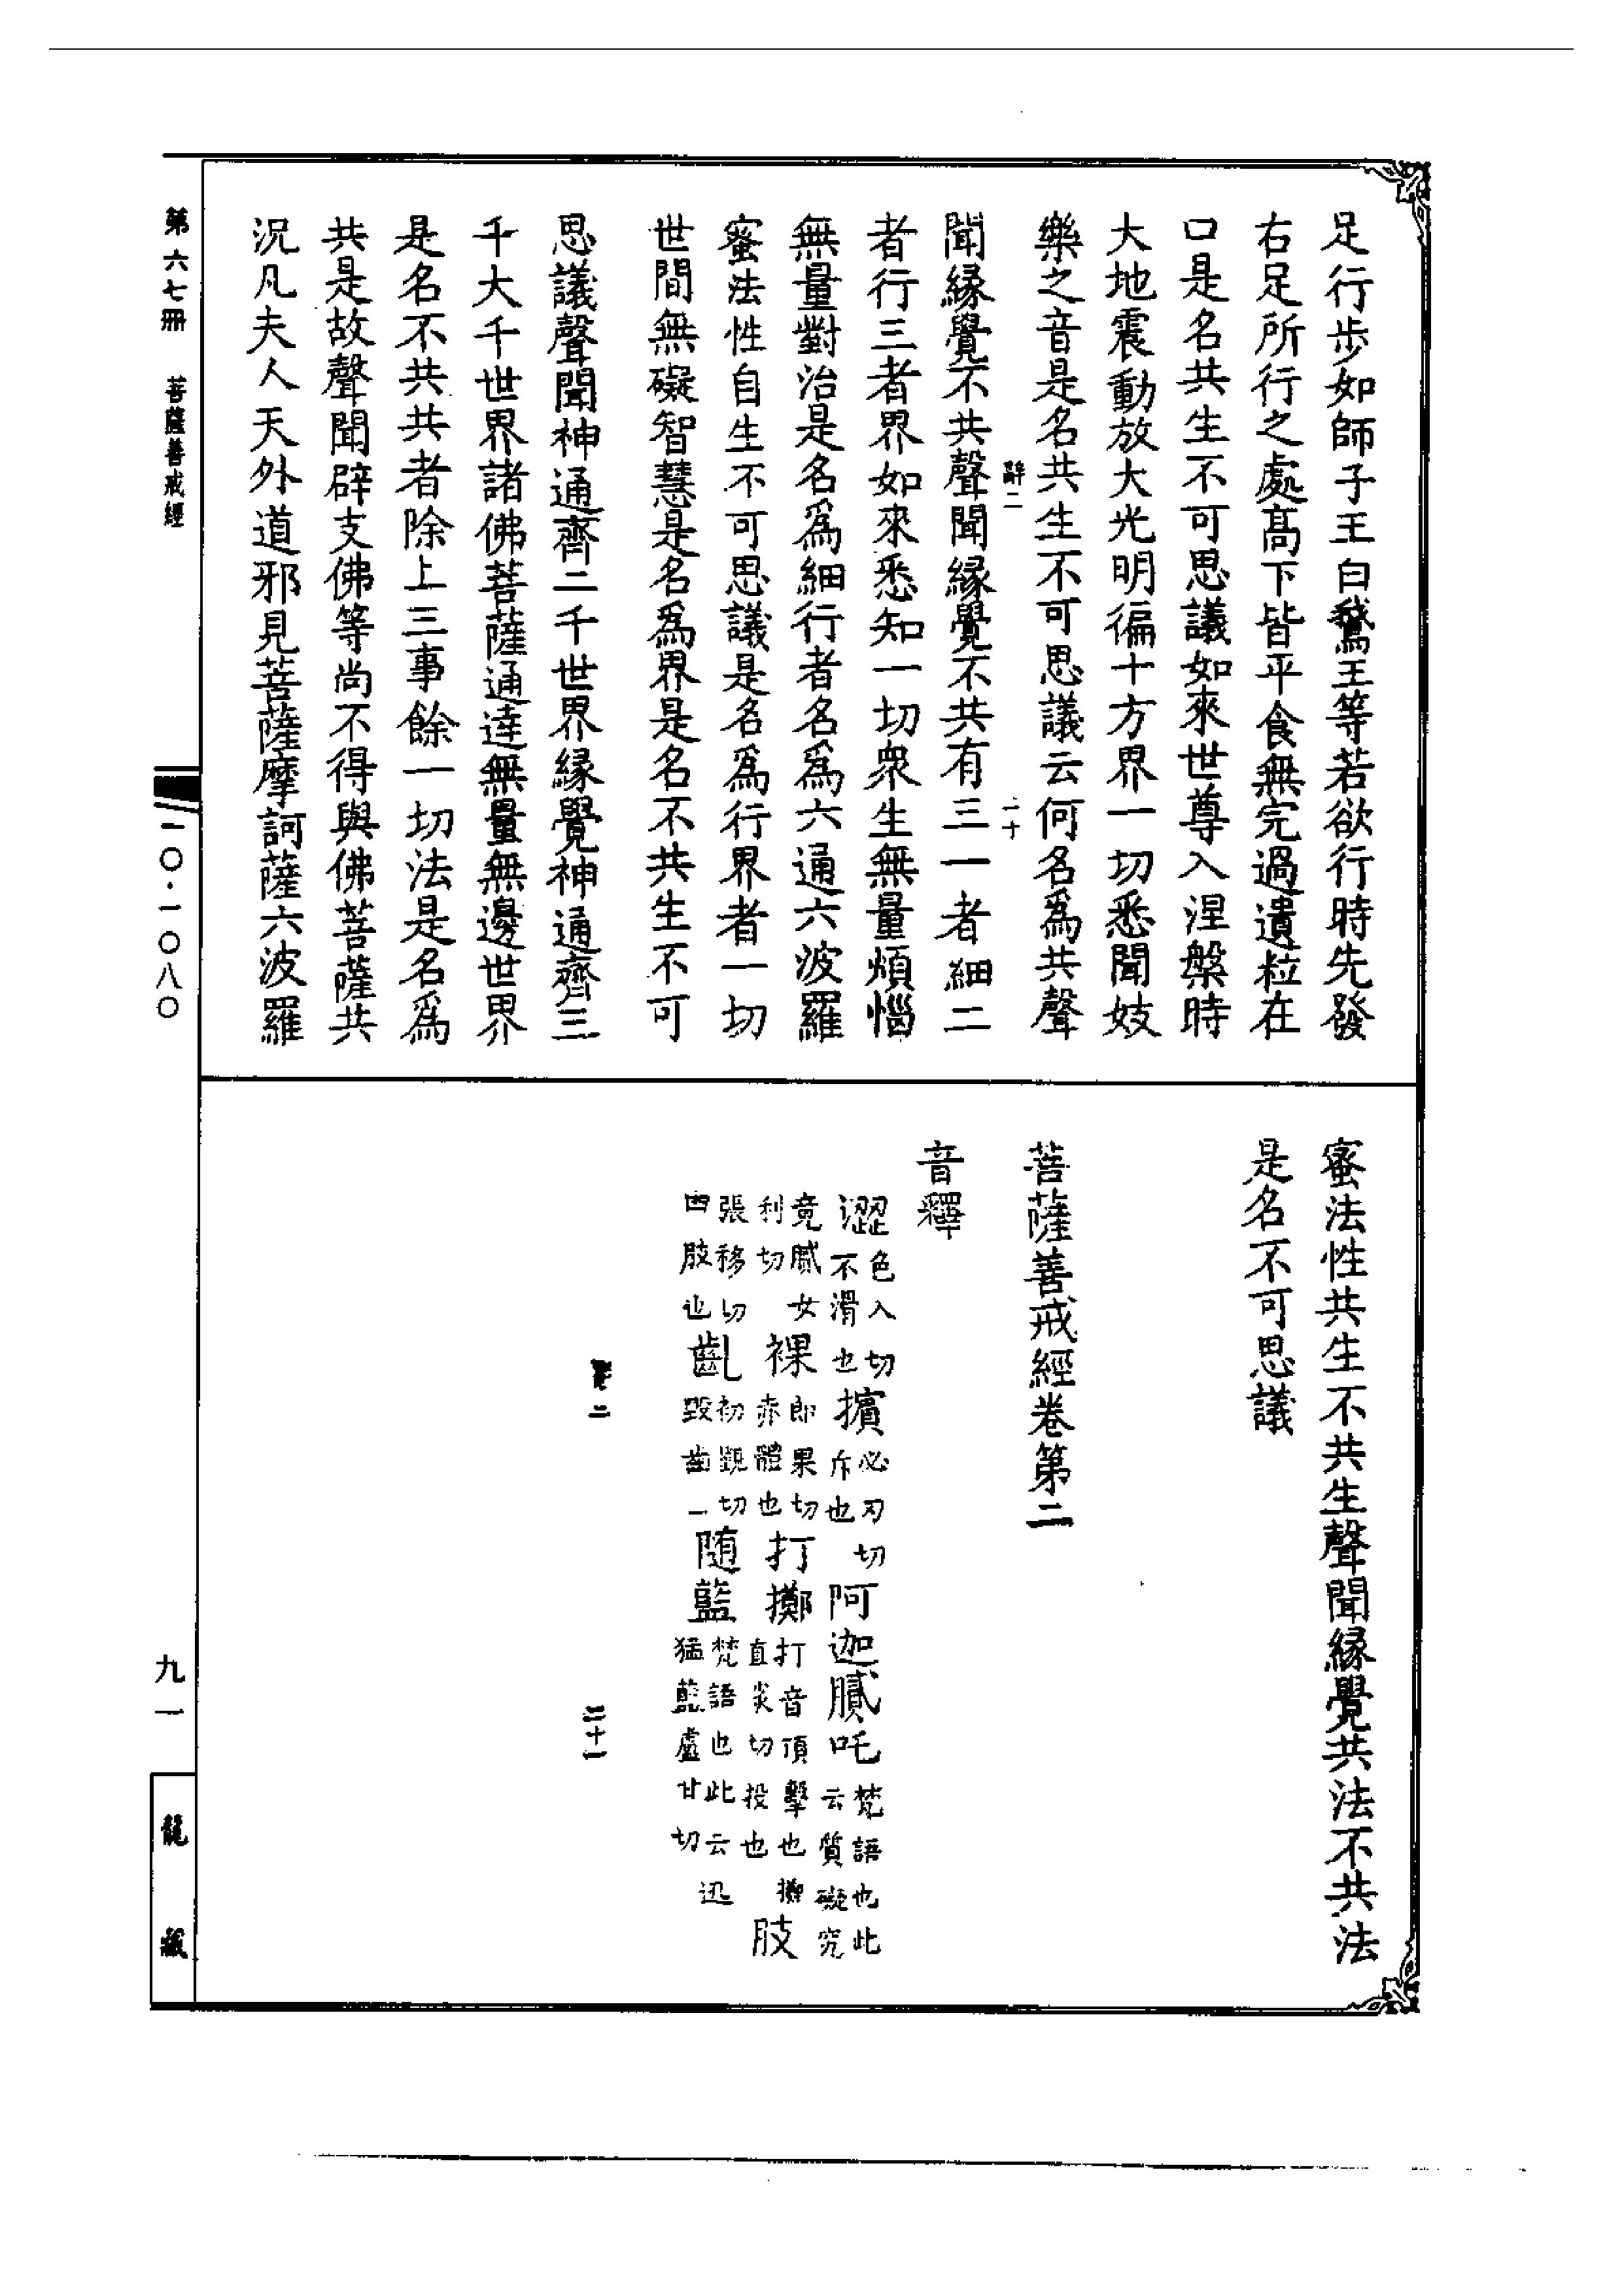 足行步如師子王白鵞王等若欲行時先發
右足所行之處髙下皆平食無完過遺粒在
口是名共生不可思議如來世尊入涅槃時
大地震動放大光明徧十方界一切悉聞妓
樂之音是名共生不可思議云何名爲共聲
辭二
二十
聞緣覺不共聲聞緣覺不共有三一者細二
者行三者界如來悉知一切衆生無量煩惱
無量對治是名爲細行者名爲六通六波羅
蜜法性自生不可思議是名爲行界者一切
世間無礙智慧是名爲界是名不共生不可
思議聲聞神通齊二千世界緣覺神通齊三
千大千世界諸佛菩薩通達無量無邊世界
是名不共共者除上三事餘一切法是名爲
共是故聲聞辟支佛等尚不得與佛菩薩共
況凡夫人天外道邪見菩薩摩訶薩六波羅
蜜法性共生不共生聲聞緣覺共法不共法
是名不可思議
菩薩善戒經卷第二
音釋
澀色入切不滑也擯必刃切斥也阿迦膩吒梵語也此云質礙究
竟膩女利切裸郎果切赤體也打擲打音頂擊也擲直炙切投也肢
張移切四肢也齓初覲切毀齒一隨藍梵語也此云迅猛藍盧甘切
二
二十一
第六七冊 菩薩善戒經
一〇·一〇八〇
九一
龍藏